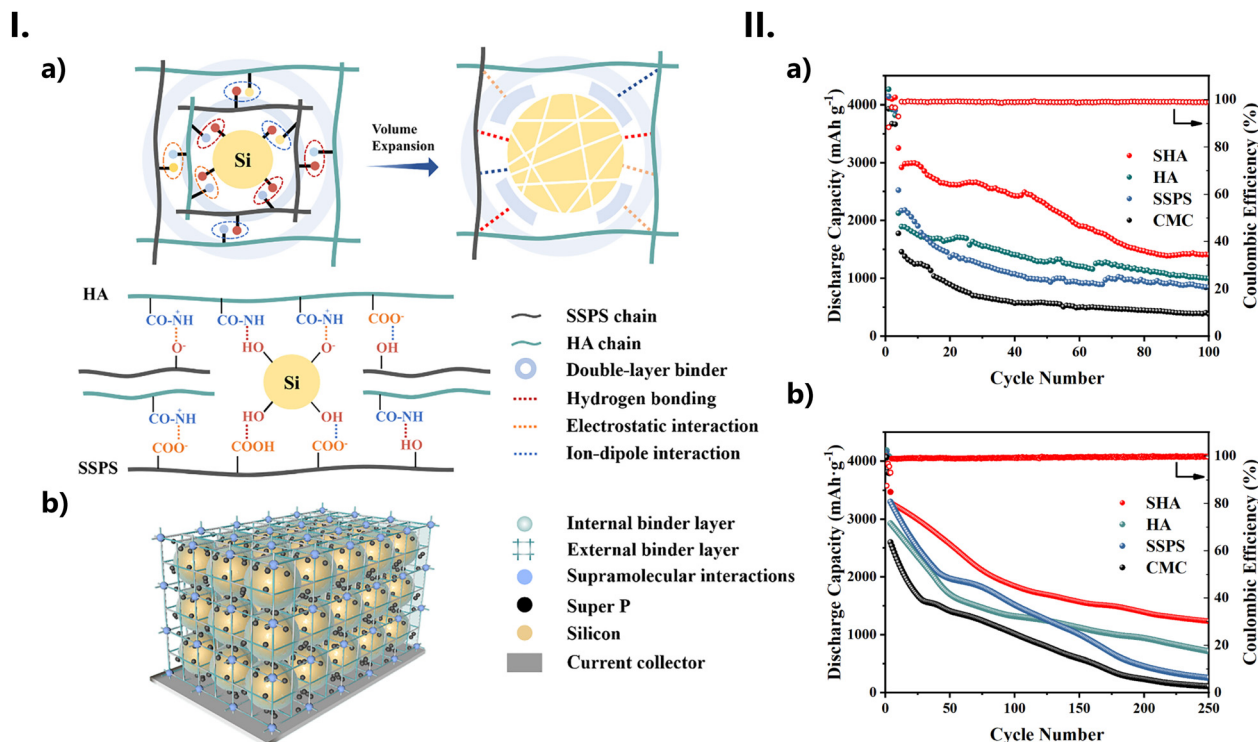 I.
a)
Si
Volume
Expansion
HA
CO-NH
CO-NH
CO-NH
COO-
+
+
O-
HO
O-
OH
Si
CO-NH
+
HO
OH
CO-NH
COO-
COOH
COO-
HO
SSPS
SSPS chain
HA chain
Double-layer binder
Hydrogen bonding
Electrostatic interaction
Ion-dipole interaction
b)
Internal binder layer
External binder layer
Supramolecular interactions
Super P
Silicon
Current collector
II.
a)
Discharge Capacity (mAh g-1)
4000
3000
2000
1000
0
SHA
HA
SSPS
CMC
100
80
60
40
20
0
Coulombic Efficiency (%)
0 20 40 60 80 100
Cycle Number
b)
Discharge Capacity (mAh·g-1)
4000
3000
2000
1000
0
SHA
HA
SSPS
CMC
100
80
60
40
20
0
Coulombic Efficiency (%)
0 50 100 150 200 250
Cycle Number